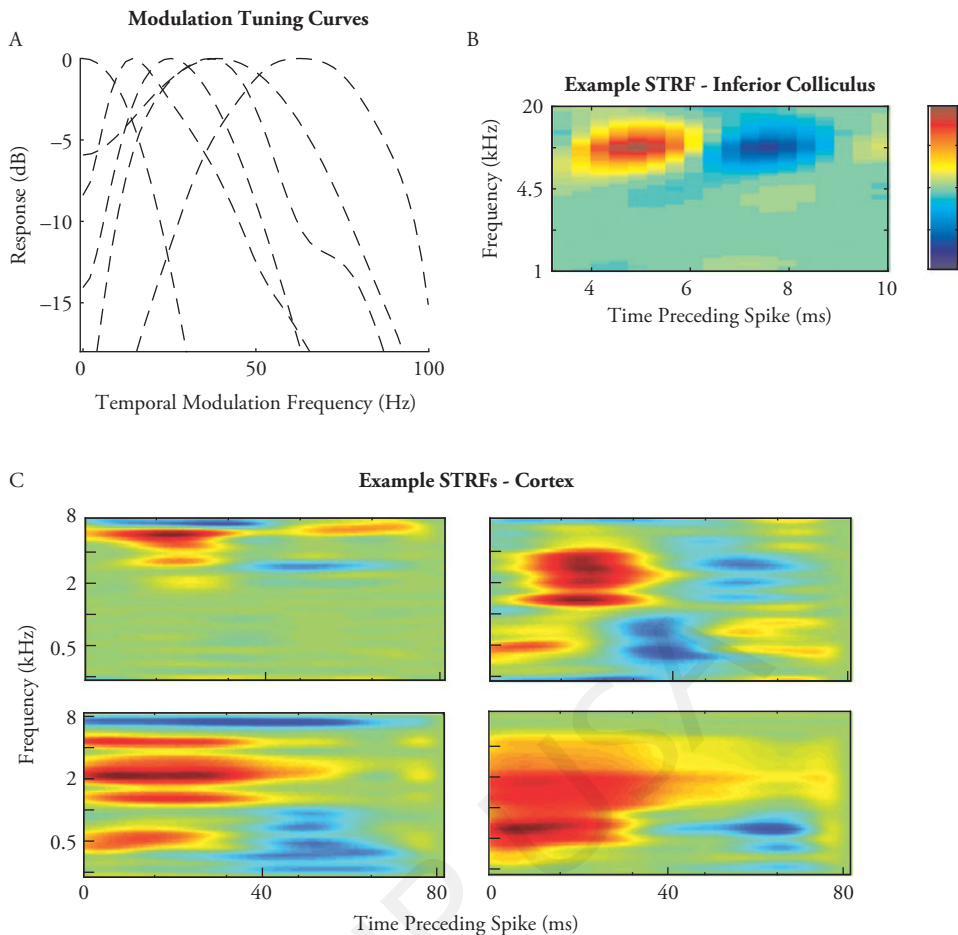 Modulation Tuning Curves
A
0
−5
−10
−15
Response (dB)
0
50
100
Temporal Modulation Frequency (Hz)
B
Example STRF - Inferior Colliculus
20
4.5
1
Frequency (kHz)
4
6
8
10
Time Preceding Spike (ms)
C
Example STRFs - Cortex
8
2
0.5
Frequency (kHz)
8
2
0.5
0
40
80
0
40
80
Time Preceding Spike (ms)